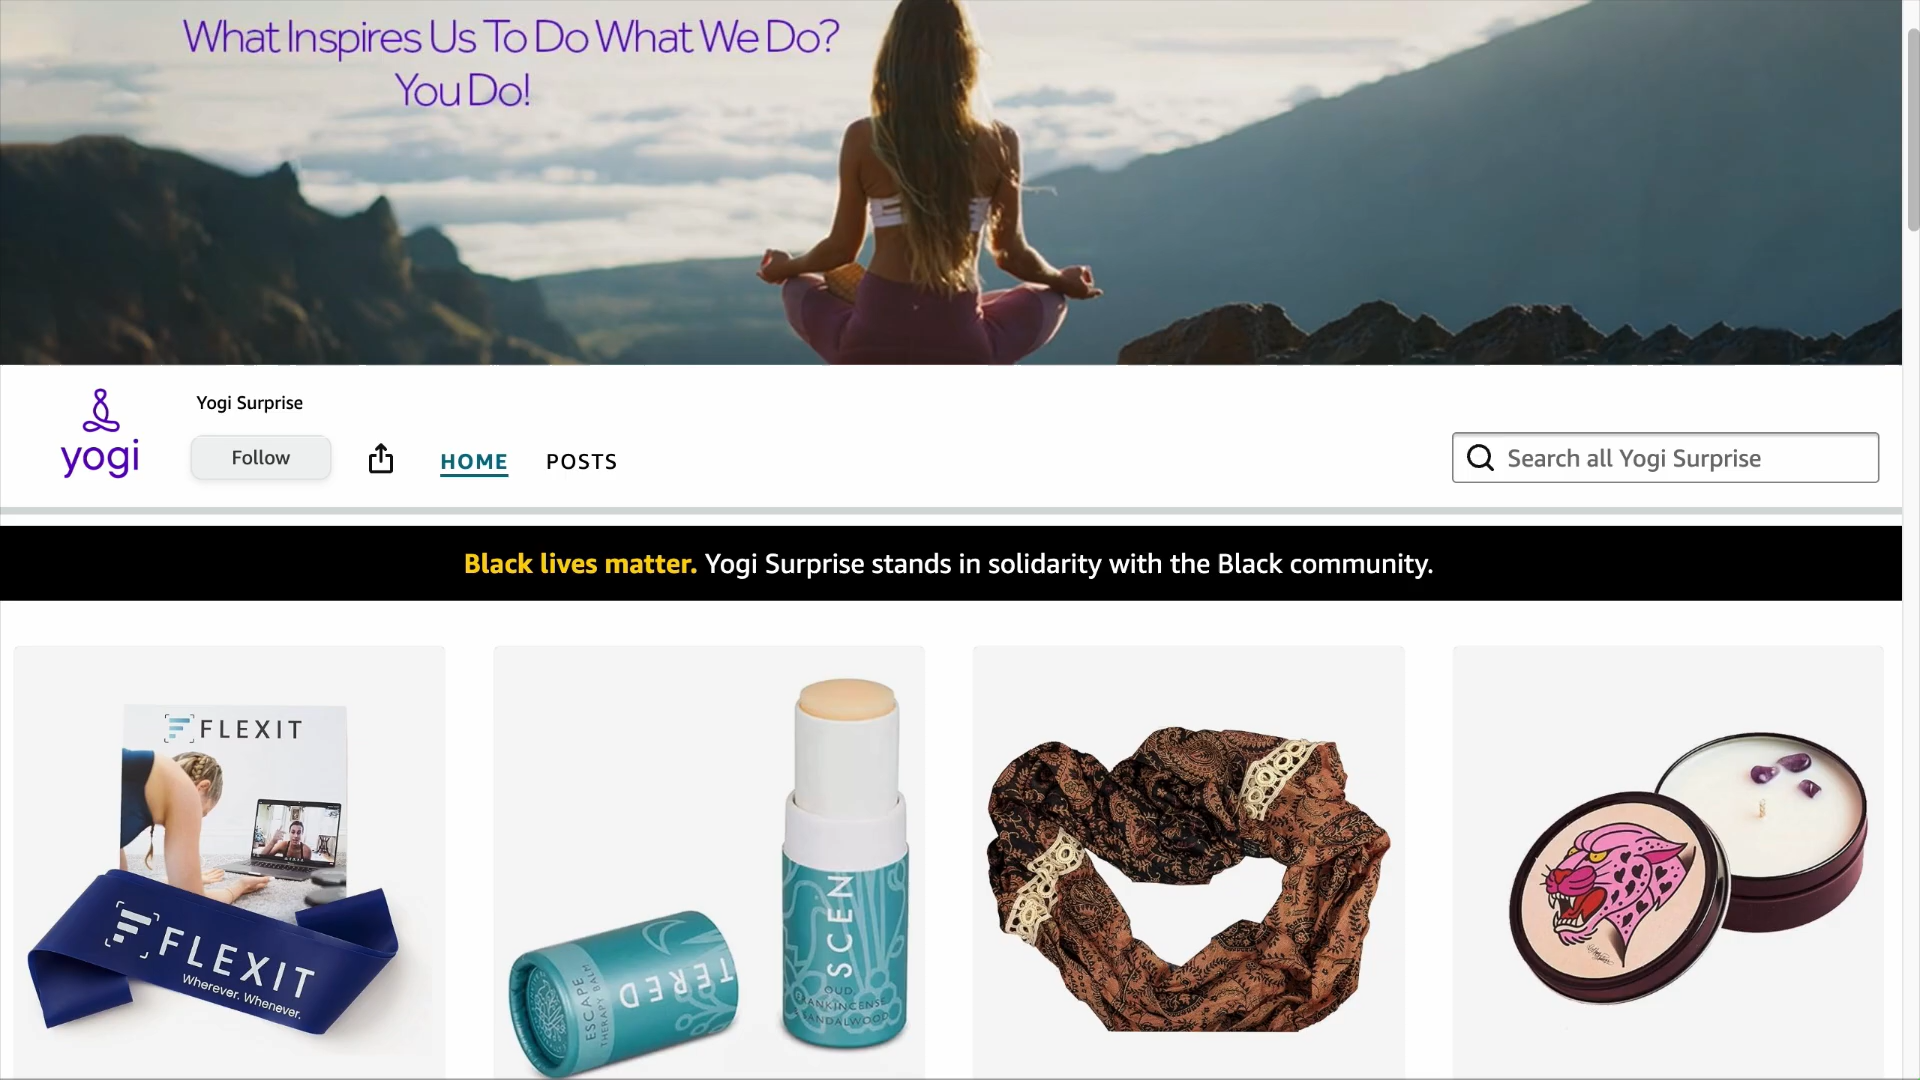 What Inspires Us To Do What We Do?
You Do!
yogi
Yogi Surprise
Follow
HOME
POSTS
Search all Yogi Surprise
Black lives matter. Yogi Surprise stands in solidarity with the Black community.
FLEXIT
FLEXIT
Wherever. Whenever.
ESCAPE
THERAPY BALM
TERED
SCEN
OUD
FRANKINCENSE
SANDALWOOD